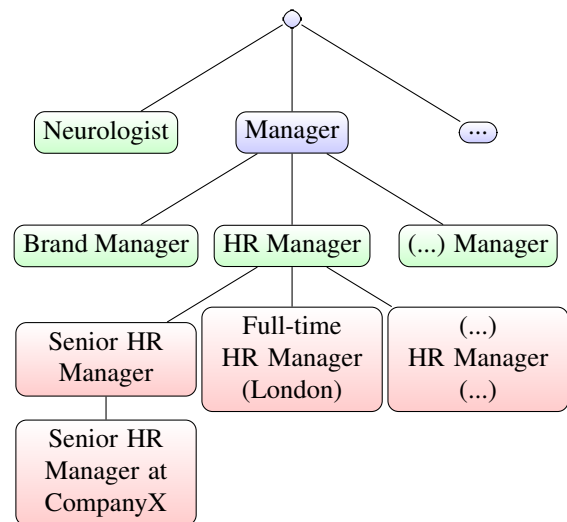 Neurologist
Manager
...
Brand Manager
HR Manager
(...) Manager
Senior HR
Manager
Full-time
HR Manager
(London)
(...)
HR Manager
(...)
Senior HR
Manager at
CompanyX